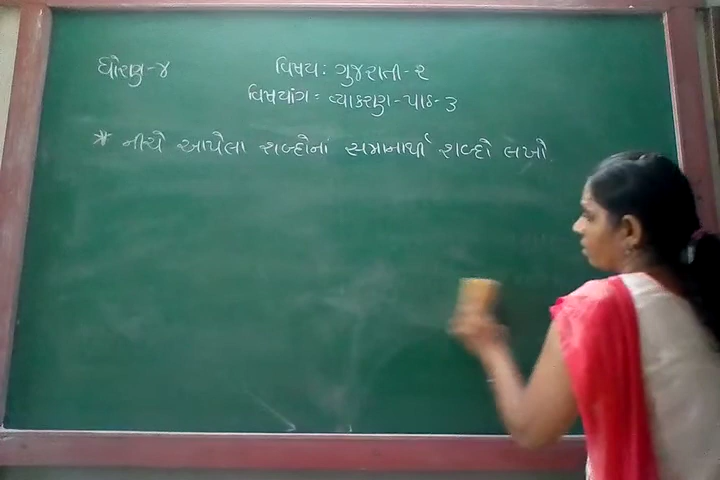 ધોરણ-૪
વિષય: ગુજરાતી-૨
વિષયાંગ: વ્યાકરણ-પાઠ-૩
* નીચે આપેલા શબ્દોનાં સમાનાર્થી શબ્દો લખો.